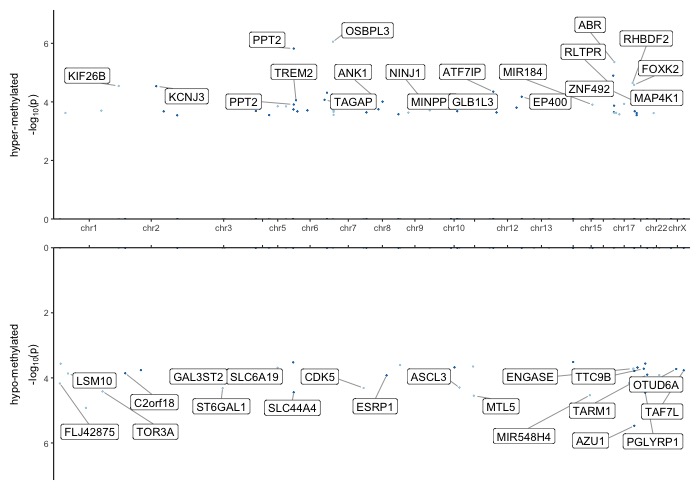 hyper-methylated
-log10(p)
6
4
2
0
ABR
OSBPL3
PPT2
RHBDF2
RLTPR
KIF26B
TREM2
ANK1
NINJ1
ATF7IP
MIR184
FOXK2
ZNF492
KCNJ3
PPT2
TAGAP
MINPP
GLB1L3
EP400
MAP4K1
chr1
chr2
chr3
chr5
chr6
chr7
chr8
chr9
chr10
chr12
chr13
chr15
chr17
chr22
chrX
hypo-methylated
-log10(p)
0
2
4
6
LSM10
GAL3ST2
SLC6A19
CDK5
ASCL3
ENGASE
TTC9B
OTUD6A
C2orf18
ST6GAL1
SLC44A4
ESRP1
MTL5
TARM1
TAF7L
FLJ42875
TOR3A
MIR548H4
AZU1
PGLYRP1